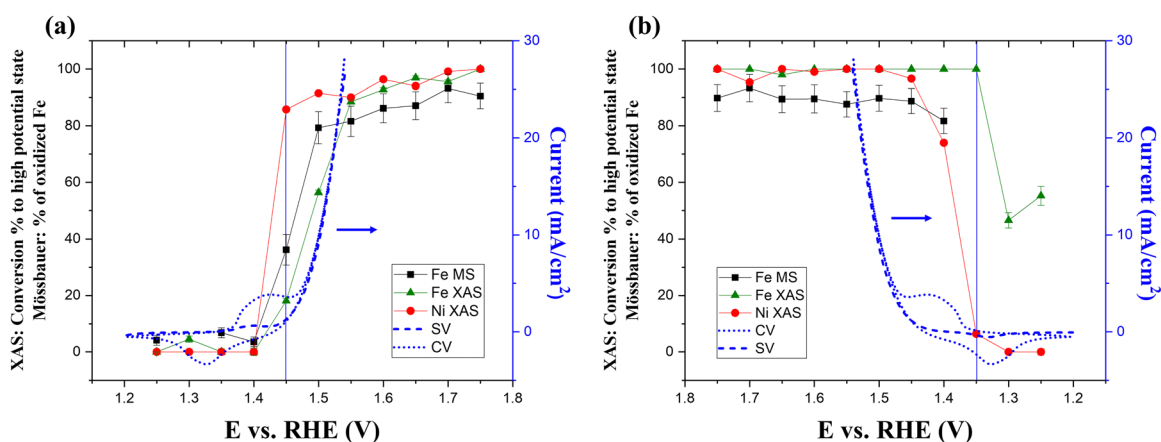 (a)
XAS: Conversion % to high potential state
Mössbauer: % of oxidized Fe
100
80
60
40
20
0
30
20
10
0
Current (mA/cm²)
Fe MS
Fe XAS
Ni XAS
SV
CV
1.2 1.3 1.4 1.5 1.6 1.7 1.8
E vs. RHE (V)
(b)
XAS: Conversion % to high potential state
Mössbauer: % of oxidized Fe
100
80
60
40
20
0
30
20
10
0
Current (mA/cm²)
Fe MS
Fe XAS
Ni XAS
SV
CV
1.8 1.7 1.6 1.5 1.4 1.3 1.2
E vs. RHE (V)